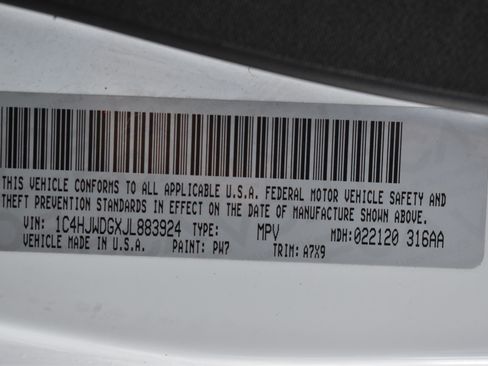 THIS VEHICLE CONFORMS TO ALL APPLICABLE U.S.A. FEDERAL MOTOR VEHICLE SAFETY AND
THEFT PREVENTION STANDARDS IN EFFECT ON THE DATE OF MANUFACTURE SHOWN ABOVE.
VIN: 1C4HJWDGXJL883924 TYPE: MPV MDH:022120 316AA
VEHICLE MADE IN U.S.A. PAINT: PW7 TRIM: A7X9